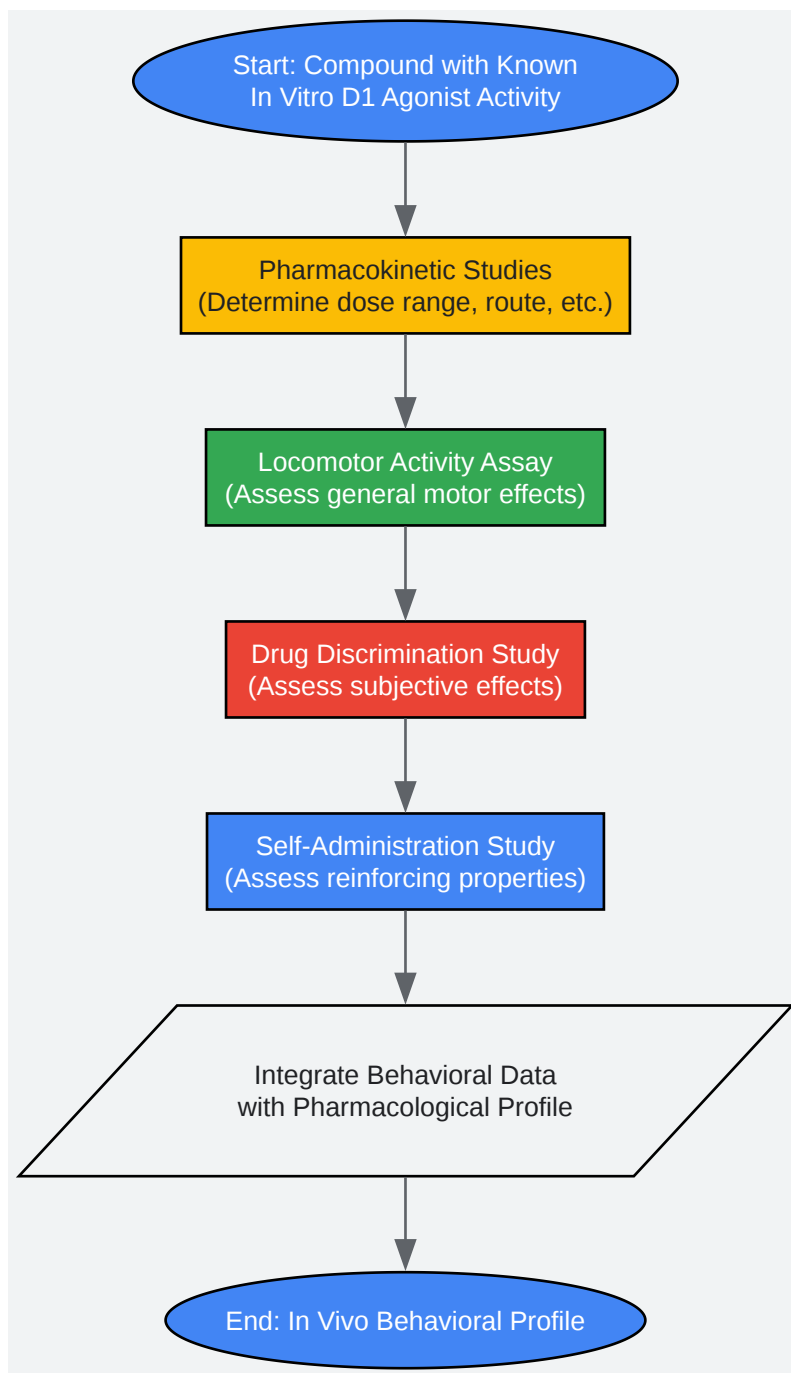 Start: Compound with Known
In Vitro D1 Agonist Activity
Pharmacokinetic Studies
(Determine dose range, route, etc.)
Locomotor Activity Assay
(Assess general motor effects)
Drug Discrimination Study
(Assess subjective effects)
Self-Administration Study
(Assess reinforcing properties)
Integrate Behavioral Data
with Pharmacological Profile
End: In Vivo Behavioral Profile